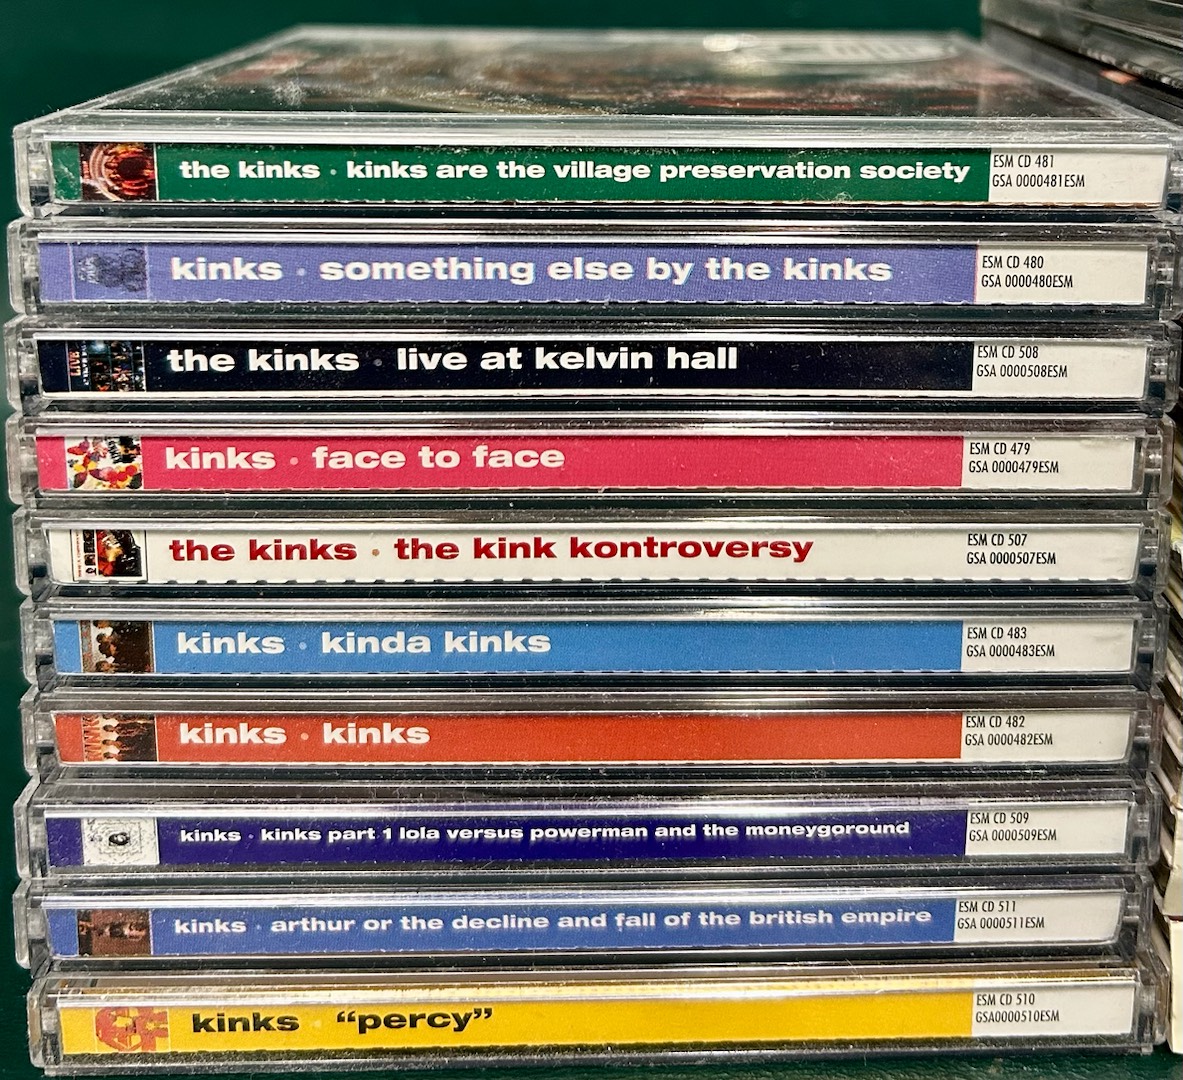 the kinks · kinks are the village preservation society
ESM CD 481
GSA 0000481ESM
kinks · something else by the kinks
ESM CD 480
GSA 0000480ESM
LIVE
the kinks · live at kelvin hall
ESM CD 508
GSA 0000508ESM
kinks · face to face
ESM CD 479
GSA 0000479ESM
the kinks · the kink kontroversy
ESM CD 507
GSA 0000507ESM
kinks · kinda kinks
ESM CD 483
GSA 0000483ESM
kinks · kinks
ESM CD 482
GSA 0000482ESM
kinks · kinks part 1 lola versus powerman and the moneygoround
ESM CD 509
GSA 0000509ESM
kinks · arthur or the decline and fall of the british empire
ESM CD 511
GSA 0000511ESM
kinks · “percy”
ESM CD 510
GSA0000510ESM